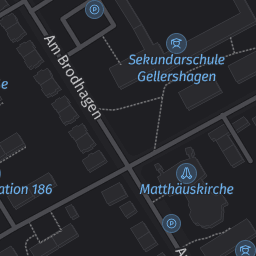 P
Sekundarschule
Gellershagen
Am Brodhagen
ation 186
Matthäuskirche
P